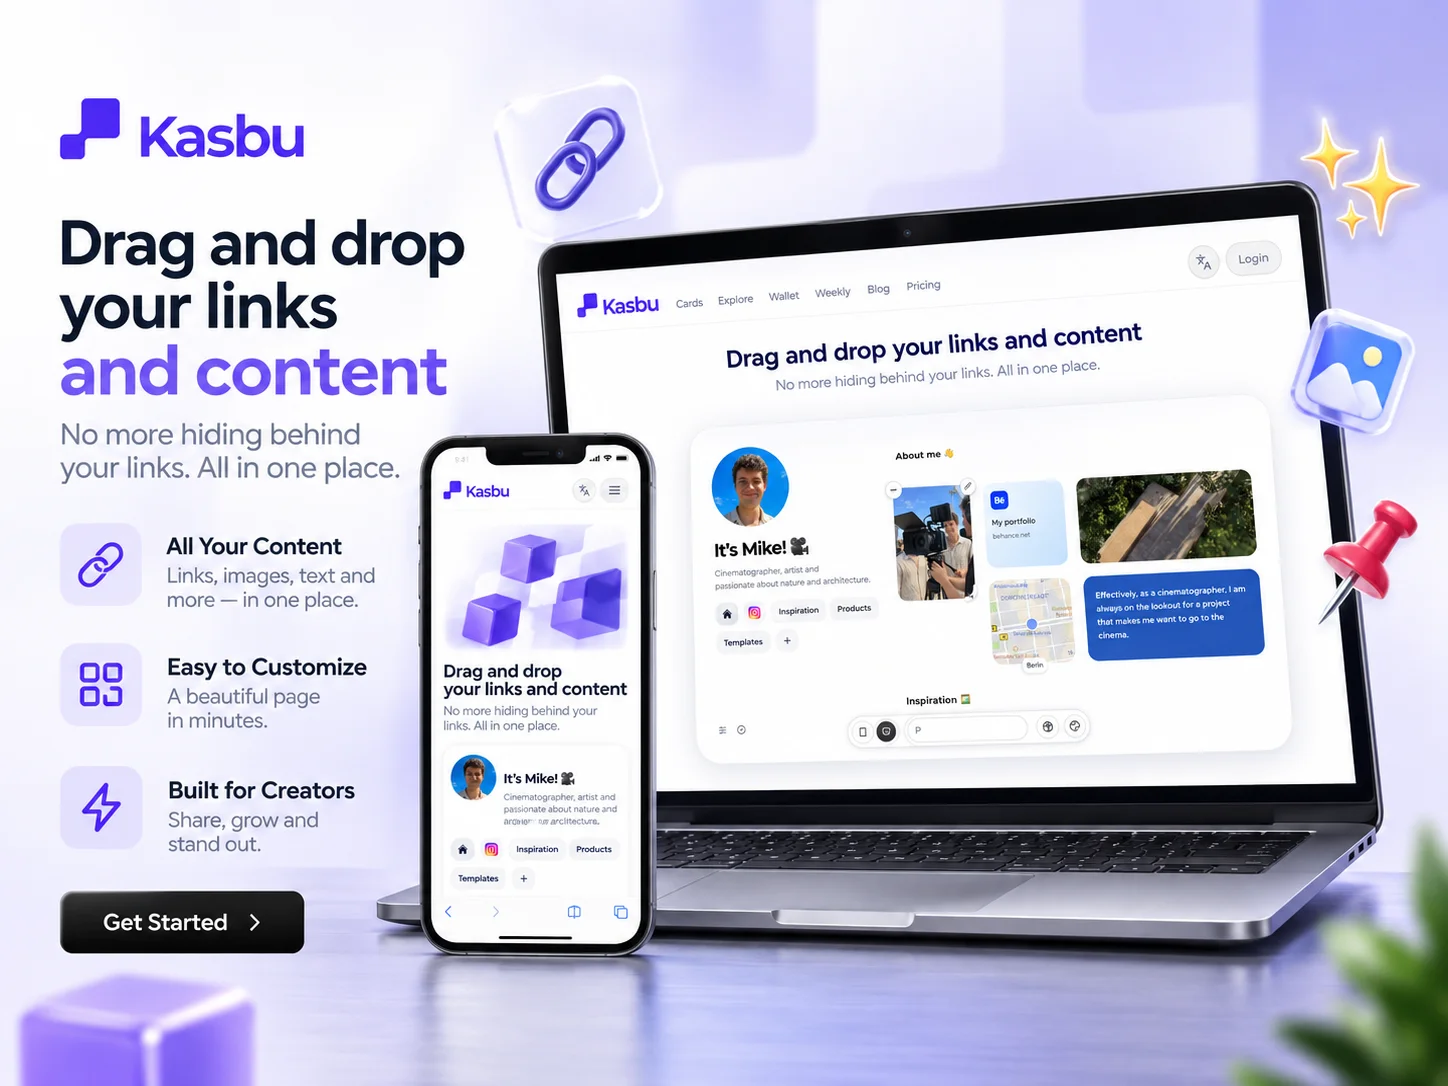 Kasbu
Drag and drop
your links
and content
No more hiding behind
your links. All in one place.
All Your Content
Links, images, text and
more — in one place.
Easy to Customize
A beautiful page
in minutes.
Built for Creators
Share, grow and
stand out.
Get Started
Kasbu
Cards
Explore
Wallet
Weekly
Blog
Pricing
Login
Drag and drop your links and content
No more hiding behind your links. All in one place.
It's Mike!
Cinematographer, artist and
passionate about nature and architecture.
Inspiration
Products
Templates
About me
Bē
My portfolio
behance.net
Effectively, as a cinematographer, I am
always on the lookout for a project
that makes me want to go to the
cinema.
Berlin
Inspiration
P
9:41
Kasbu
Drag and drop
your links and content
No more hiding behind your
links. All in one place.
It's Mike!
Cinematographer, artist and
passionate about nature and
architecture.
Inspiration
Products
Templates